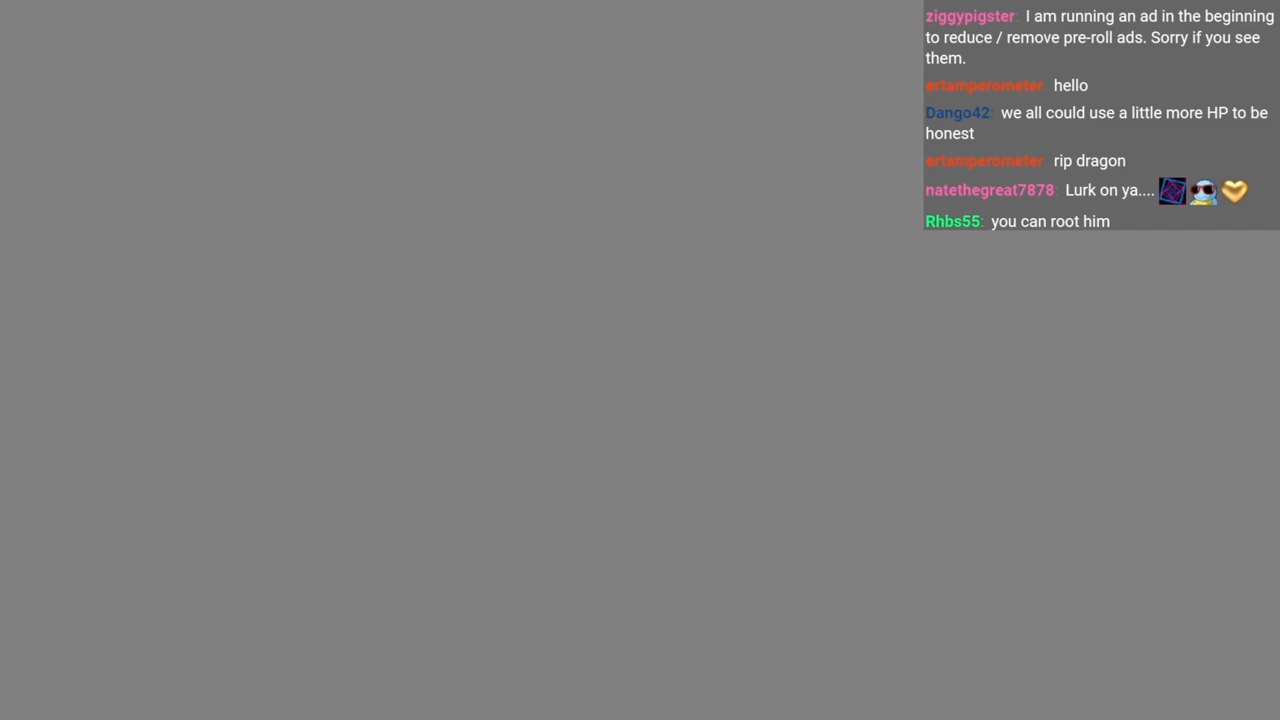 ziggypigster: I am running an ad in the beginning
to reduce / remove pre-roll ads. Sorry if you see
them.
ertamperometer: hello
Dango42: we all could use a little more HP to be
honest
ertamperometer: rip dragon
natethegreat7878: Lurk on ya....
Rhbs55: you can root him